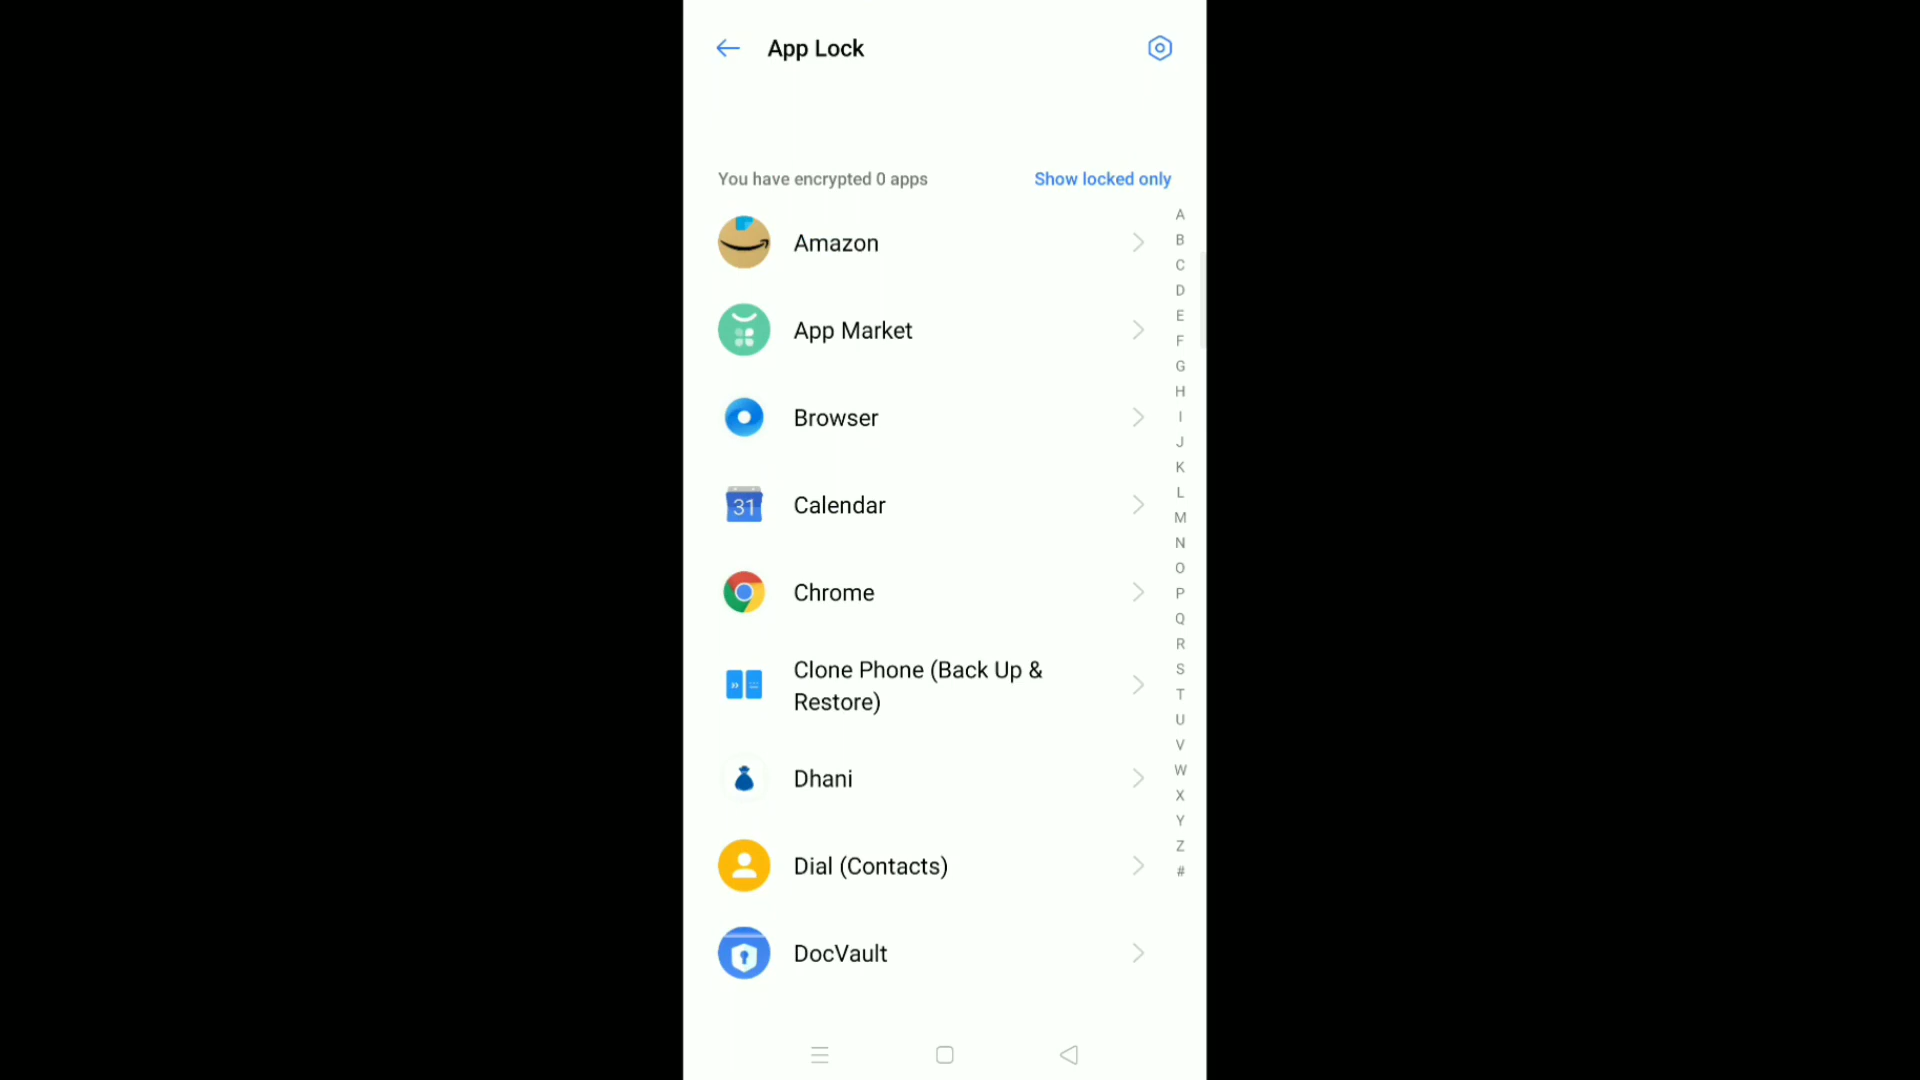 App Lock
You have encrypted 0 apps
Show locked only
Amazon
App Market
Browser
31
Calendar
Chrome
Clone Phone (Back Up &
Restore)
Dhani
Dial (Contacts)
DocVault
A
B
C
D
E
F
G
H
I
J
K
L
M
N
O
P
Q
R
S
T
U
V
W
X
Y
Z
#